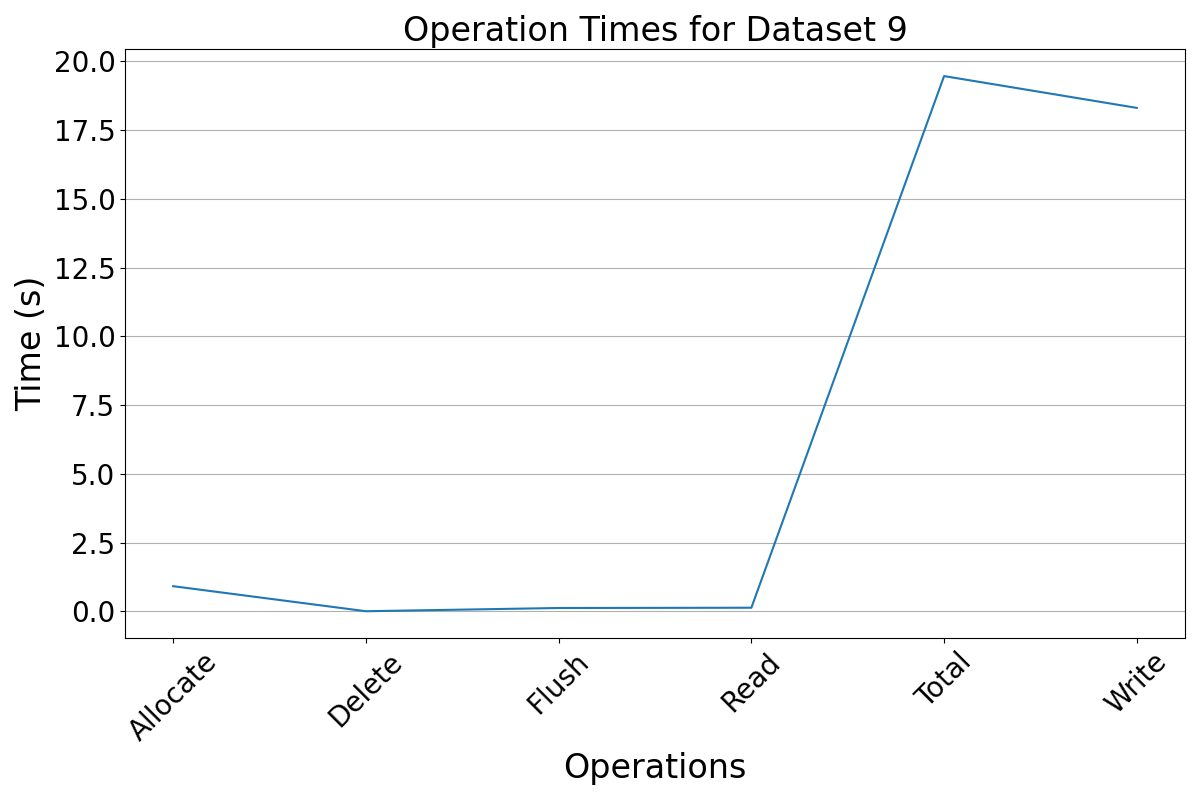 Operation Times for Dataset 9
Time (s)
20.0
17.5
15.0
12.5
10.0
7.5
5.0
2.5
0.0
Allocate
Delete
Flush
Read
Total
Write
Operations